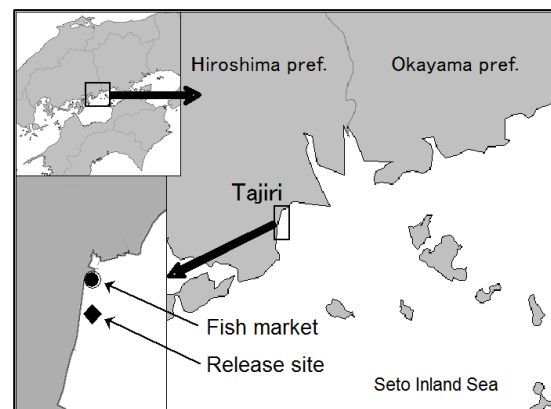 Hiroshima pref.
Okayama pref.
Tajiri
Fish market
Release site
Seto Inland Sea